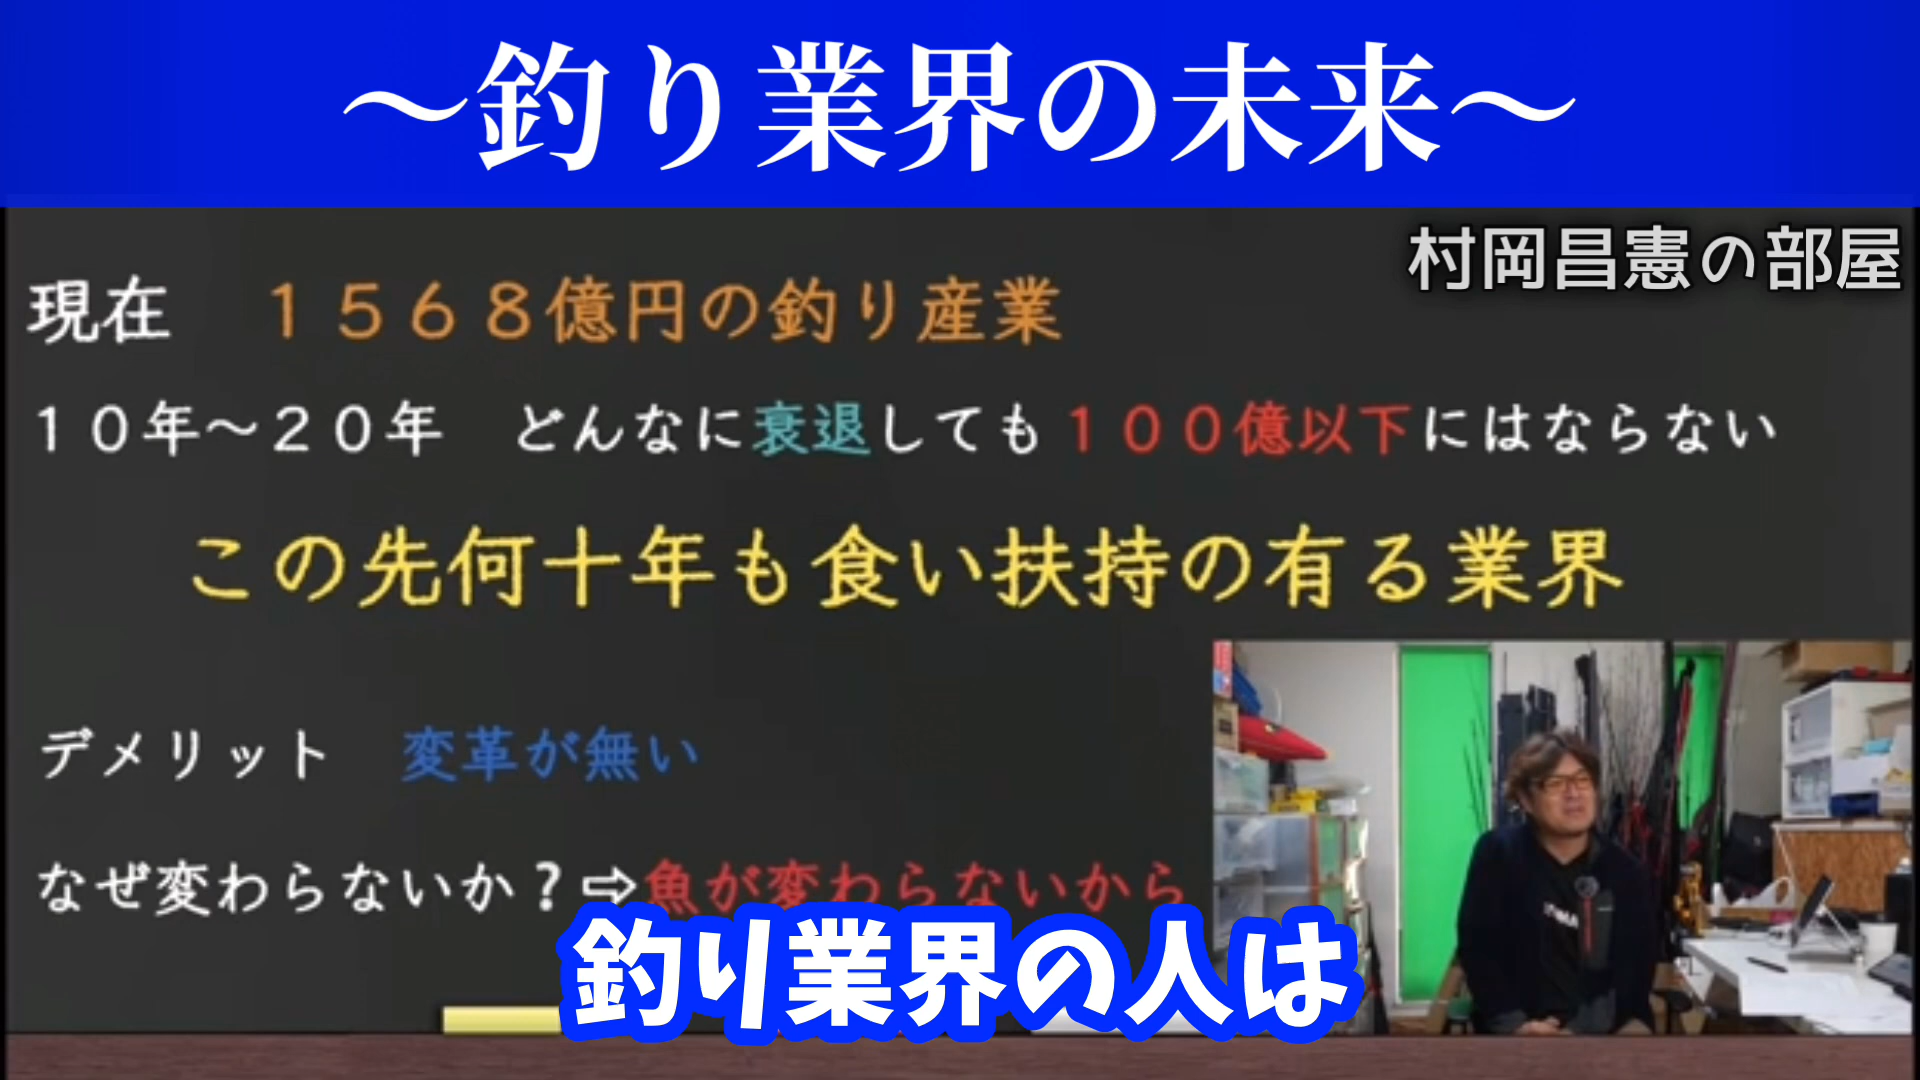 ～釣り業界の未来～
村岡昌憲の部屋
現在　１５６８億円の釣り産業
１０年～２０年　どんなに衰退しても１００億以下にはならない
この先何十年も食い扶持の有る業界
デメリット　変革が無い
なぜ変わらないか？⇨魚が変わらないから
釣り業界の人は